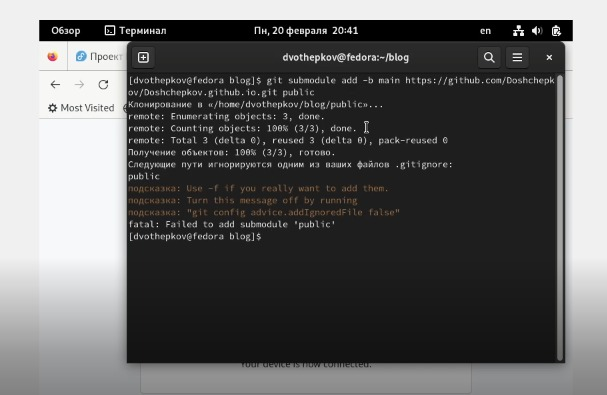 Обзор Терминал Пн, 20 февраля 20:41 en
Проект
dvothepkov@fedora:~/blog
Most Visited
[dvothepkov@fedora blog]$ git submodule add -b main https://github.com/Doshchepk
ov/Doshchepkov.github.io.git public
Клонирование в «/home/dvothepkov/blog/public»...
remote: Enumerating objects: 3, done.
remote: Counting objects: 100% (3/3), done.
remote: Total 3 (delta 0), reused 3 (delta 0), pack-reused 0
Получение объектов: 100% (3/3), готово.
Следующие пути игнорируются одним из ваших файлов .gitignore:
public
подсказка: Use -f if you really want to add them.
подсказка: Turn this message off by running
подсказка: "git config advice.addIgnoredFile false"
fatal: Failed to add submodule 'public'
[dvothepkov@fedora blog]$
Your device is now connected.